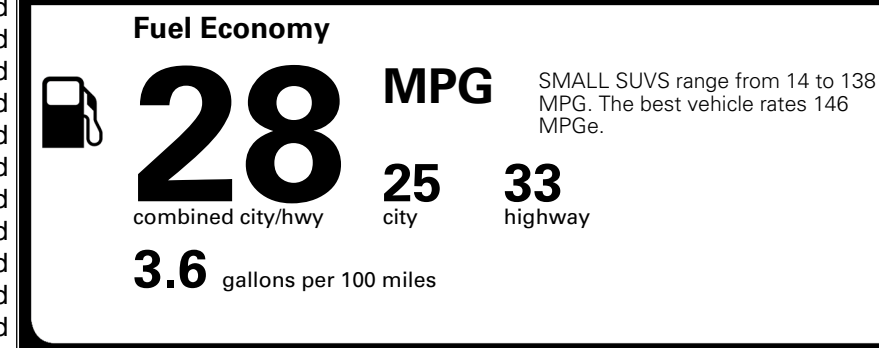 Fuel Economy
28
MPG
SMALL SUVS range from 14 to 138
MPG. The best vehicle rates 146
MPGe.
25
33
combined city/hwy
city
highway
3.6 gallons per 100 miles
d
d
d
d
d
d
d
d
d
d
d